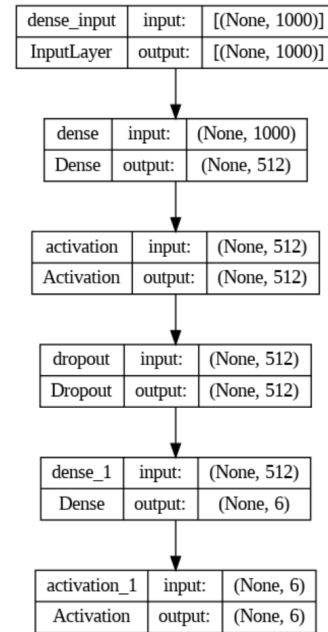 dense_input input: [(None, 1000)]
InputLayer output: [(None, 1000)]
dense input: (None, 1000)
Dense output: (None, 512)
activation input: (None, 512)
Activation output: (None, 512)
dropout input: (None, 512)
Dropout output: (None, 512)
dense_1 input: (None, 512)
Dense output: (None, 6)
activation_1 input: (None, 6)
Activation output: (None, 6)